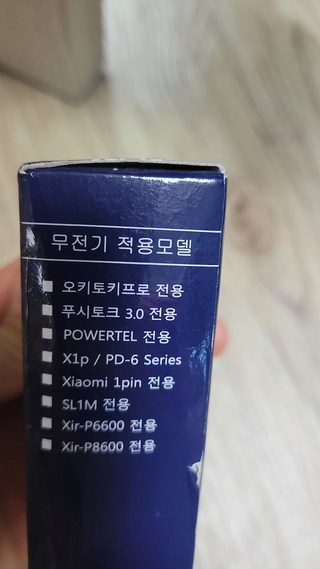 무전기 적용모델
■ 오키토키프로 전용
■ 푸시토크 3.0 전용
■ POWERTEL 전용
■ X1p / PD-6 Series
■ Xiaomi 1pin 전용
■ SL1M 전용
■ Xir-P6600 전용
■ Xir-P8600 전용